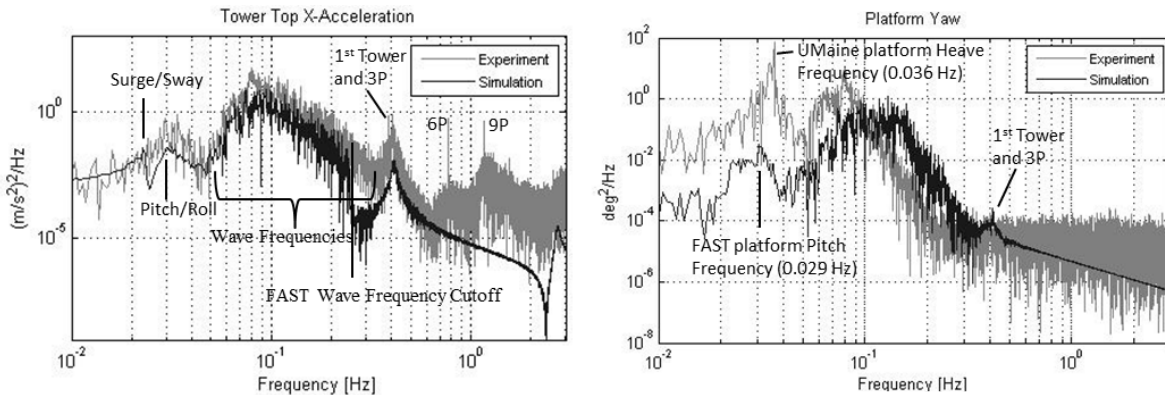 Tower Top X-Acceleration
Experiment
Simulation
1st Tower
and 3P
Surge/Sway
6P
9P
Pitch/Roll
Wave Frequencies
FAST Wave Frequency Cutoff
(m/s²)²/Hz
10⁰
10⁻⁵
10⁻²
10⁻¹
10⁰
Frequency [Hz]
Platform Yaw
UMaine platform Heave
Frequency (0.036 Hz)
Experiment
Simulation
1st Tower
and 3P
FAST platform Pitch
Frequency (0.029 Hz)
deg²/Hz
10²
10⁰
10⁻²
10⁻⁴
10⁻⁶
10⁻⁸
10⁻²
10⁻¹
10⁰
Frequency [Hz]